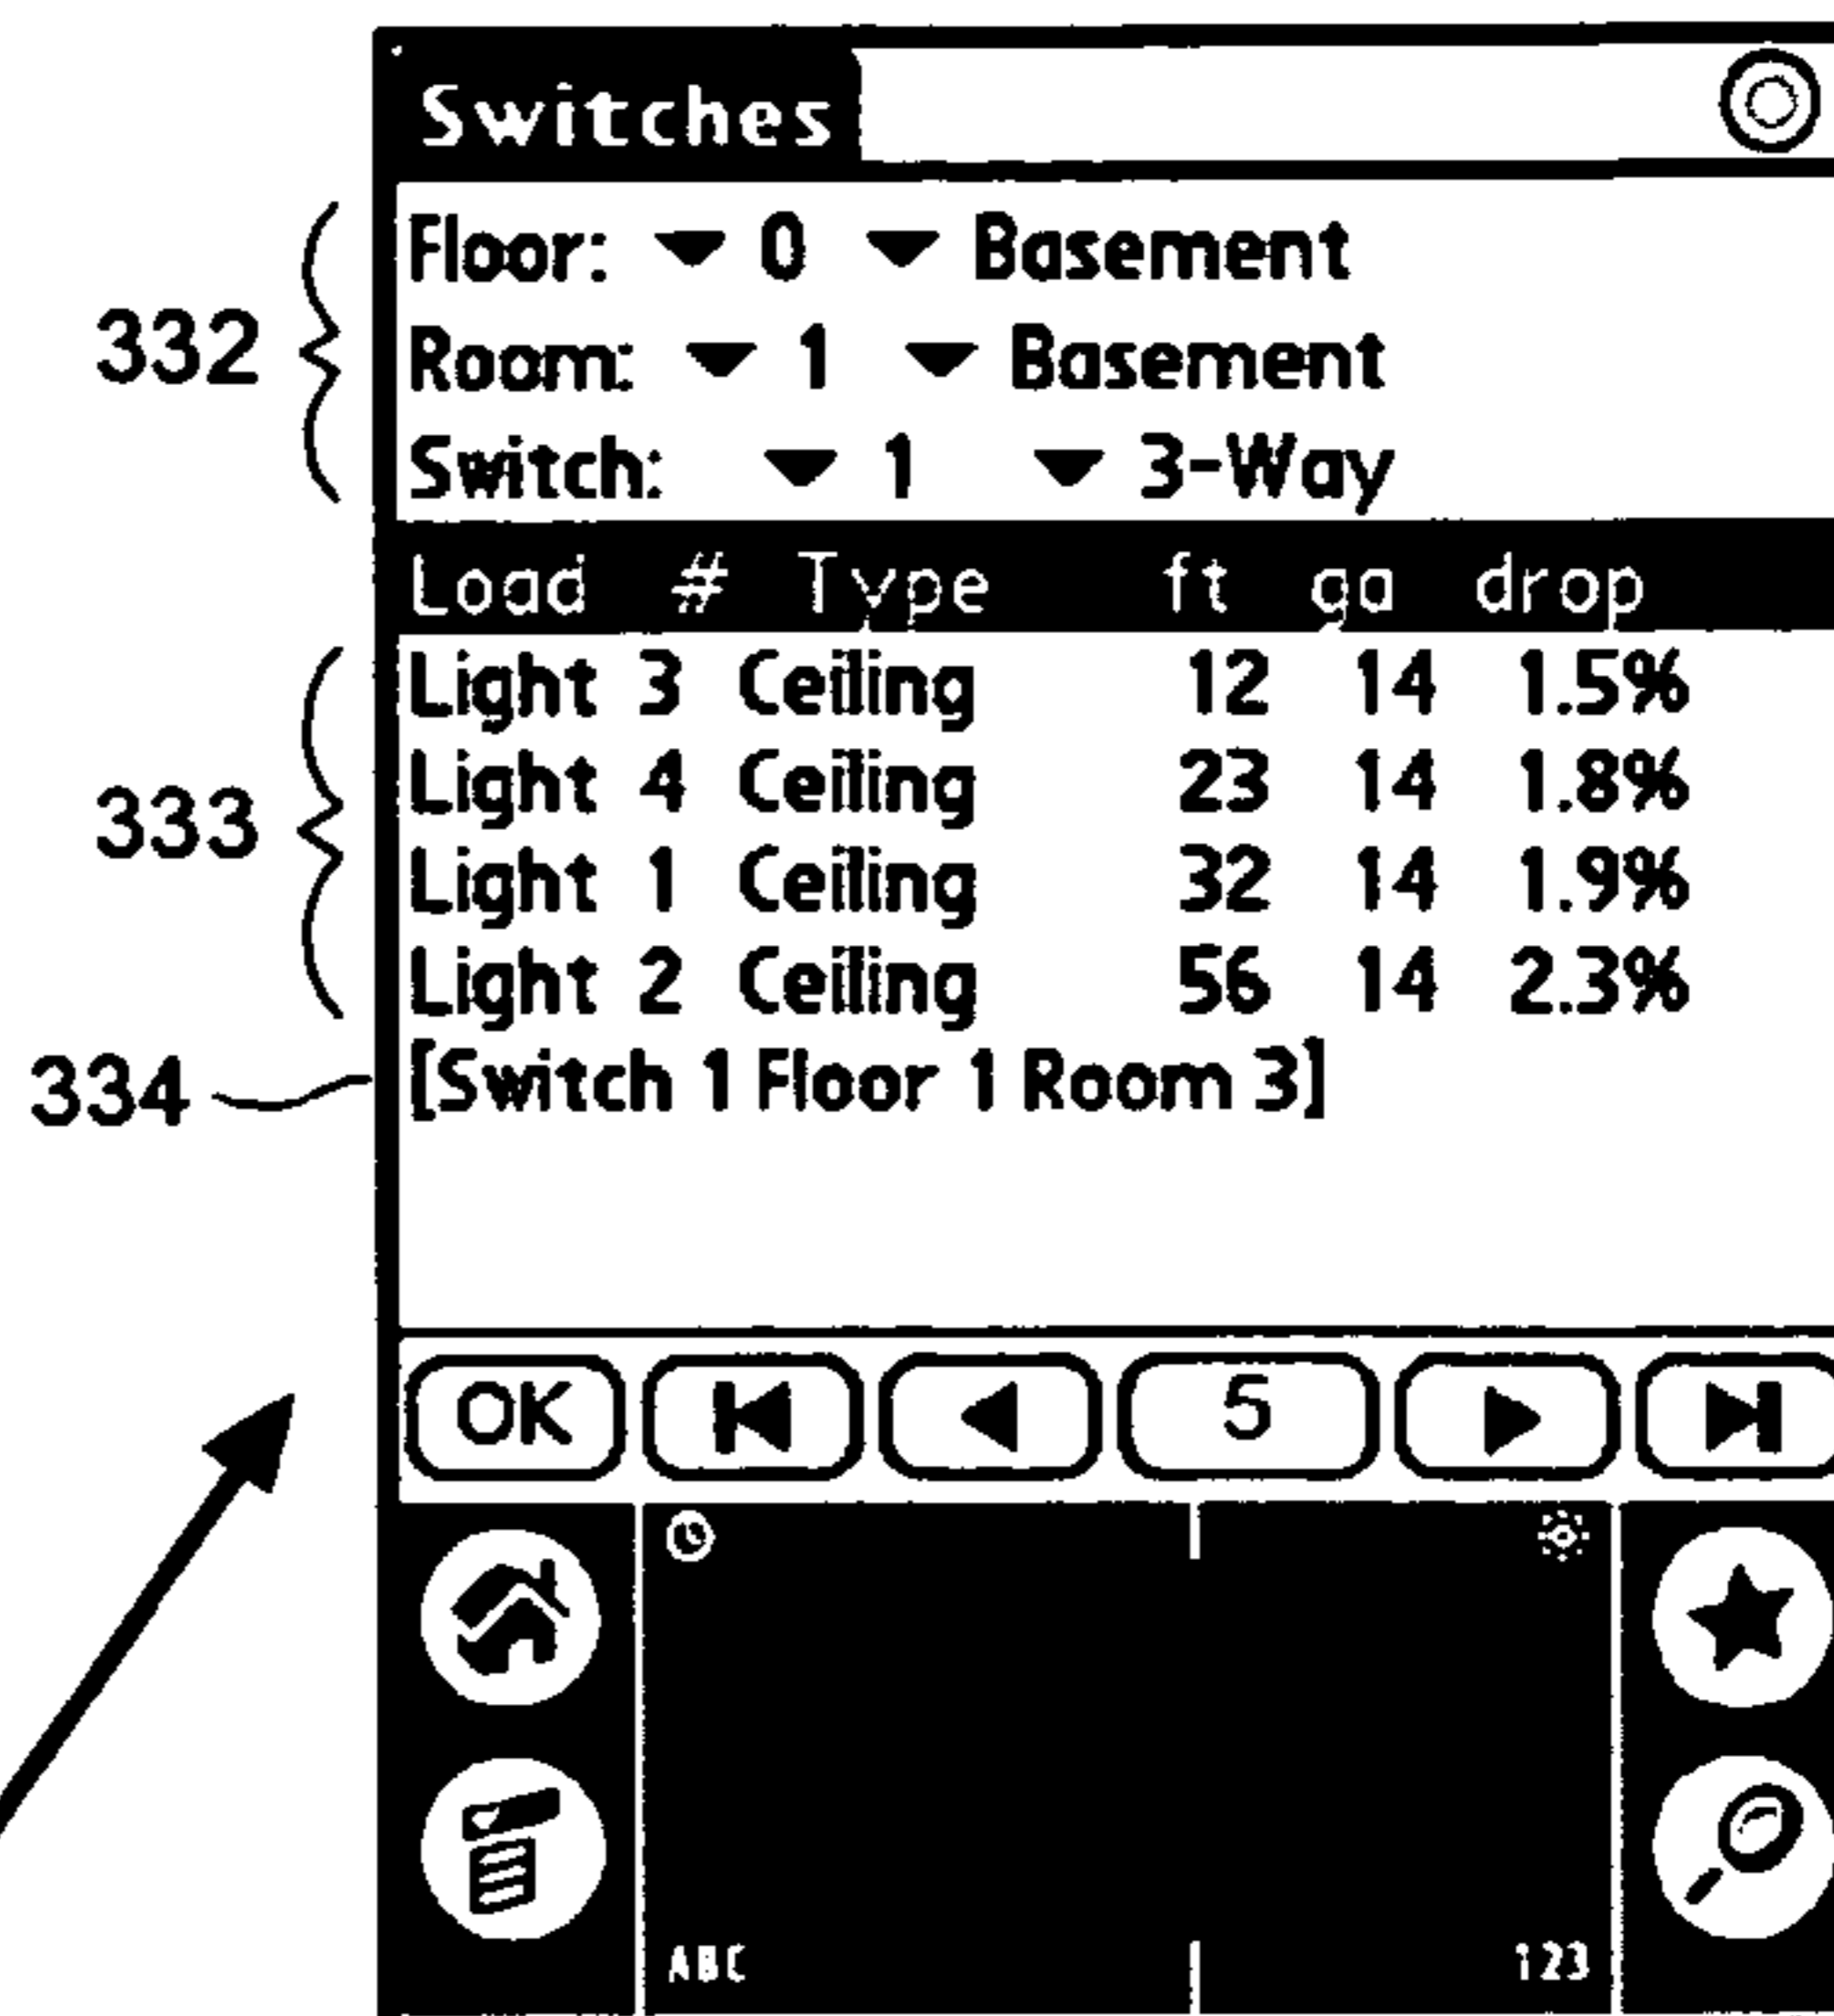 Switches
Floor: 0 Basement
332
Room: 1 Basement
Switch: 1 3-Way
Load # Type ft ga drop
Light 3 Ceiling 12 14 1.5%
Light 4 Ceiling 23 14 1.8%
333
Light 1 Ceiling 32 14 1.9%
Light 2 Ceiling 56 14 2.3%
334 [Switch 1 Floor 1 Room 3]
OK 5
ABC 123